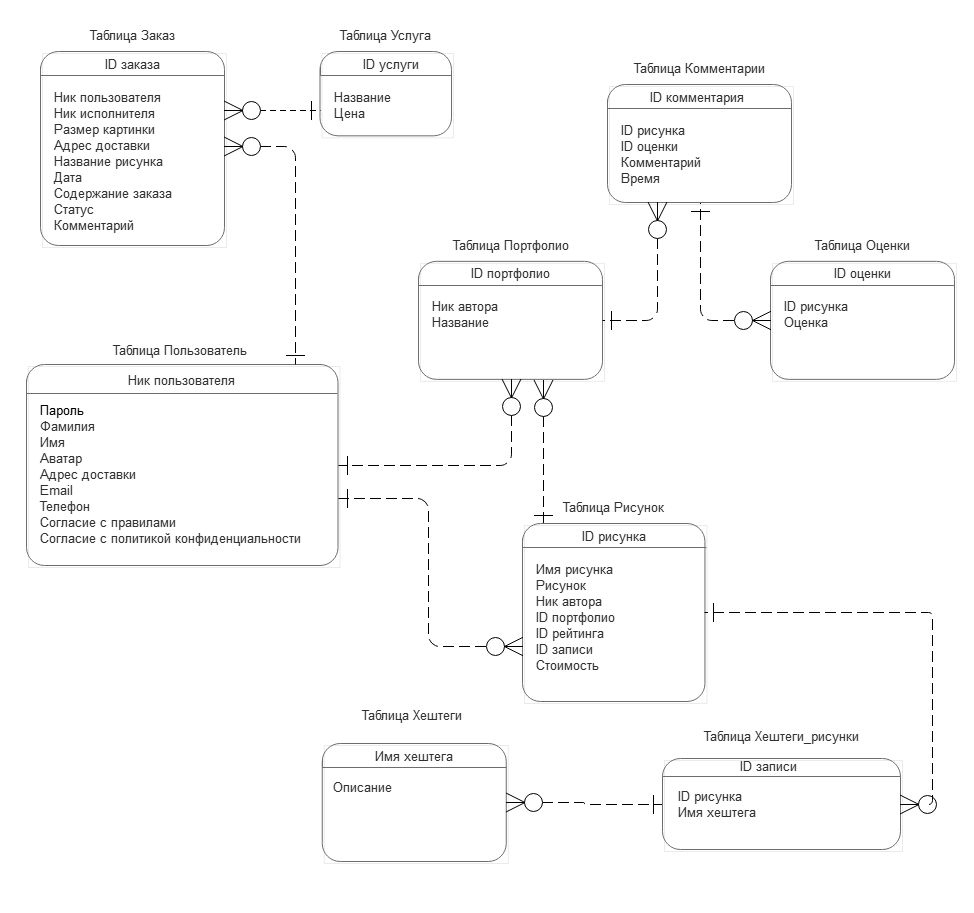 Таблица Заказ
ID заказа
Ник пользователя
Ник исполнителя
Размер картинки
Адрес доставки
Название рисунка
Дата
Содержание заказа
Статус
Комментарий
Таблица Услуга
ID услуги
Название
Цена
Таблица Комментарии
ID комментария
ID рисунка
ID оценки
Комментарий
Время
Таблица Портфолио
ID портфолио
Ник автора
Название
Таблица Оценки
ID оценки
ID рисунка
Оценка
Таблица Пользователь
Ник пользователя
Пароль
Фамилия
Имя
Аватар
Адрес доставки
Email
Телефон
Согласие с правилами
Согласие с политикой конфиденциальности
Таблица Рисунок
ID рисунка
Имя рисунка
Рисунок
Ник автора
ID портфолио
ID рейтинга
ID записи
Стоимость
Таблица Хештеги
Имя хештега
Описание
Таблица Хештеги_рисунки
ID записи
ID рисунка
Имя хештега